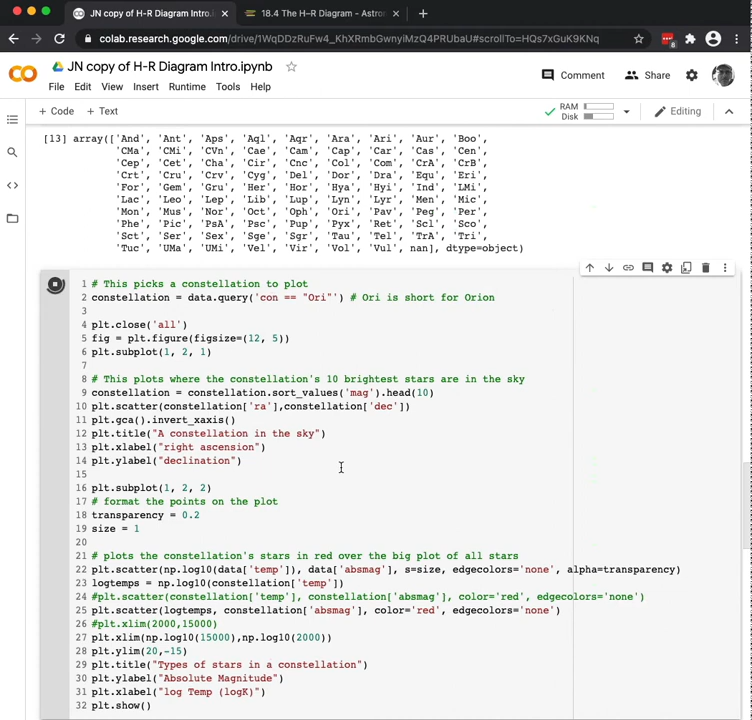 JN copy of H-R Diagram Intro.i
18.4 The H–R Diagram - Astro
colab.research.google.com/drive/1WqDDzRuFw4_KhXRmbGwnyiMzQ4PRUbaU#scrollTo=HQs7xGuK9KNq
JN copy of H-R Diagram Intro.ipynb
Comment
Share
File Edit View Insert Runtime Tools Help
+ Code + Text
RAM
Disk
Editing
[13] array(['And', 'Ant', 'Aps', 'Aql', 'Aqr', 'Ara', 'Ari', 'Aur', 'Boo',
'CMa', 'CMi', 'CVn', 'Cae', 'Cam', 'Cap', 'Car', 'Cas', 'Cen',
'Cep', 'Cet', 'Cha', 'Cir', 'Cnc', 'Col', 'Com', 'CrA', 'CrB',
'Crt', 'Cru', 'Crv', 'Cyg', 'Del', 'Dor', 'Dra', 'Equ', 'Eri',
'For', 'Gem', 'Gru', 'Her', 'Hor', 'Hya', 'Hyi', 'Ind', 'LMi',
'Lac', 'Leo', 'Lep', 'Lib', 'Lup', 'Lyn', 'Lyr', 'Men', 'Mic',
'Mon', 'Mus', 'Nor', 'Oct', 'Oph', 'Ori', 'Pav', 'Peg', 'Per',
'Phe', 'Pic', 'PsA', 'Psc', 'Pup', 'Pyx', 'Ret', 'Scl', 'Sco',
'Sct', 'Ser', 'Sex', 'Sge', 'Sgr', 'Tau', 'Tel', 'TrA', 'Tri',
'Tuc', 'UMa', 'UMi', 'Vel', 'Vir', 'Vol', 'Vul', nan], dtype=object)
1 # This picks a constellation to plot
2 constellation = data.query('con == "Ori"') # Ori is short for Orion
3
4 plt.close('all')
5 fig = plt.figure(figsize=(12, 5))
6 plt.subplot(1, 2, 1)
7
8 # This plots where the constellation's 10 brightest stars are in the sky
9 constellation = constellation.sort_values('mag').head(10)
10 plt.scatter(constellation['ra'],constellation['dec'])
11 plt.gca().invert_xaxis()
12 plt.title("A constellation in the sky")
13 plt.xlabel("right ascension")
14 plt.ylabel("declination")
15
16 plt.subplot(1, 2, 2)
17 # format the points on the plot
18 transparency = 0.2
19 size = 1
20
21 # plots the constellation's stars in red over the big plot of all stars
22 plt.scatter(np.log10(data['temp']), data['absmag'], s=size, edgecolors='none', alpha=transparency)
23 logtemps = np.log10(constellation['temp'])
24 #plt.scatter(constellation['temp'], constellation['absmag'], color='red', edgecolors='none')
25 plt.scatter(logtemps, constellation['absmag'], color='red', edgecolors='none')
26 #plt.xlim(2000,15000)
27 plt.xlim(np.log10(15000),np.log10(2000))
28 plt.ylim(20,-15)
29 plt.title("Types of stars in a constellation")
30 plt.ylabel("Absolute Magnitude")
31 plt.xlabel("log Temp (logK)")
32 plt.show()